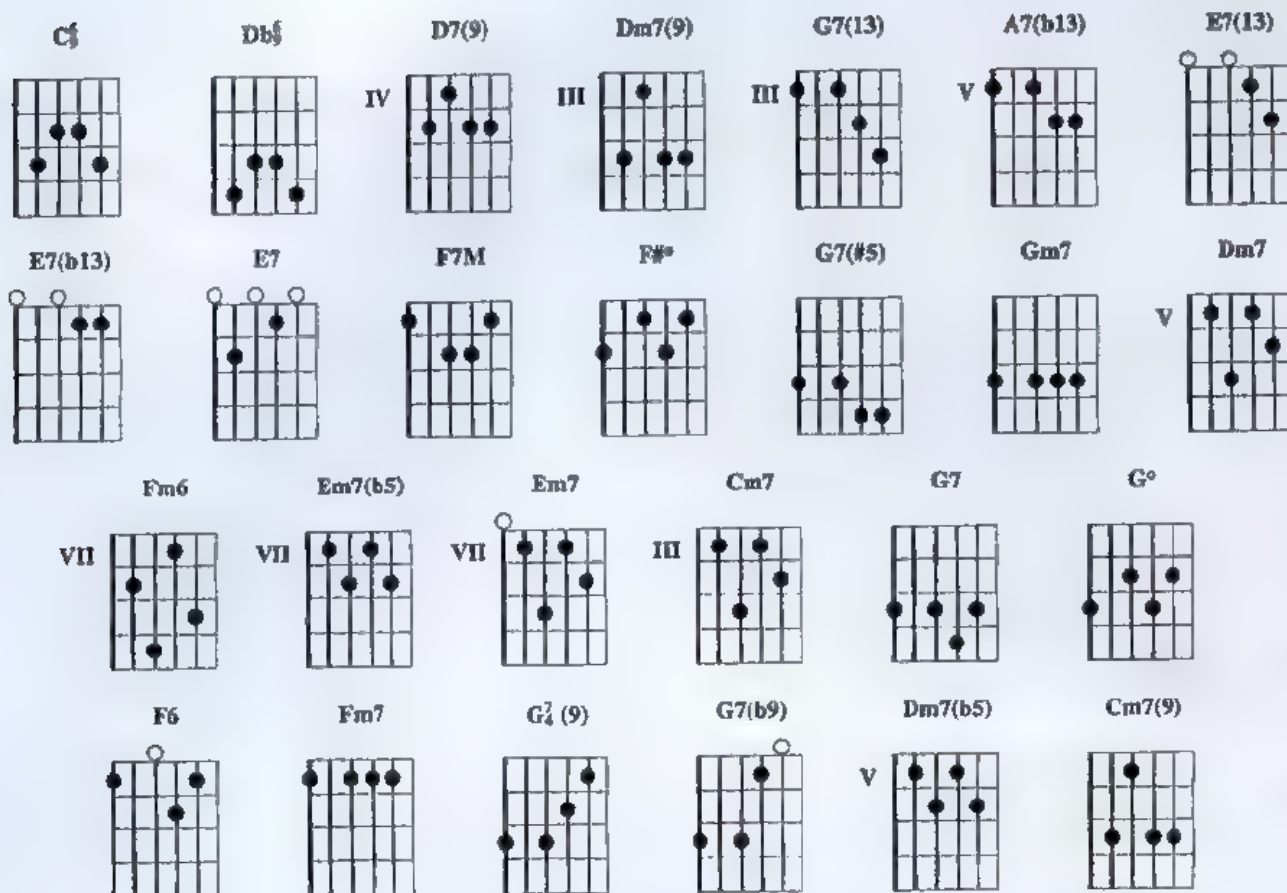 C6/9 Db6/9 D7(9) Dm7(9) G7(13) A7(b13) E7(13)
IV III III V
E7(b13) E7 F7M F#° G7(#5) Gm7 Dm7
V
Fm6 Em7(b5) Em7 Cm7 G7 G°
VII VII VII III
F6 Fm7 G7/4 (9) G7(b9) Dm7(b5) Cm7(9)
V